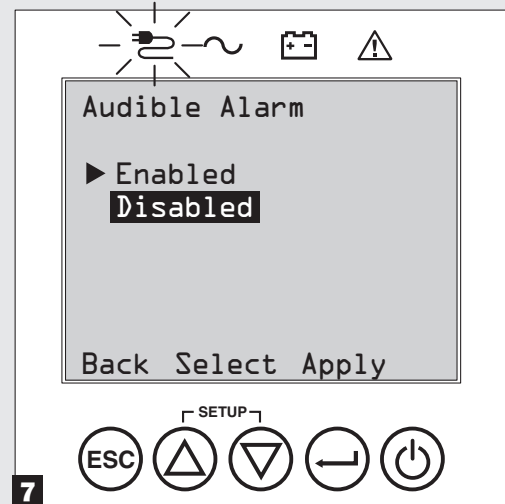 Audible Alarm
▶ Enabled
Disabled
Back Select Apply
SETUP
ESC
7